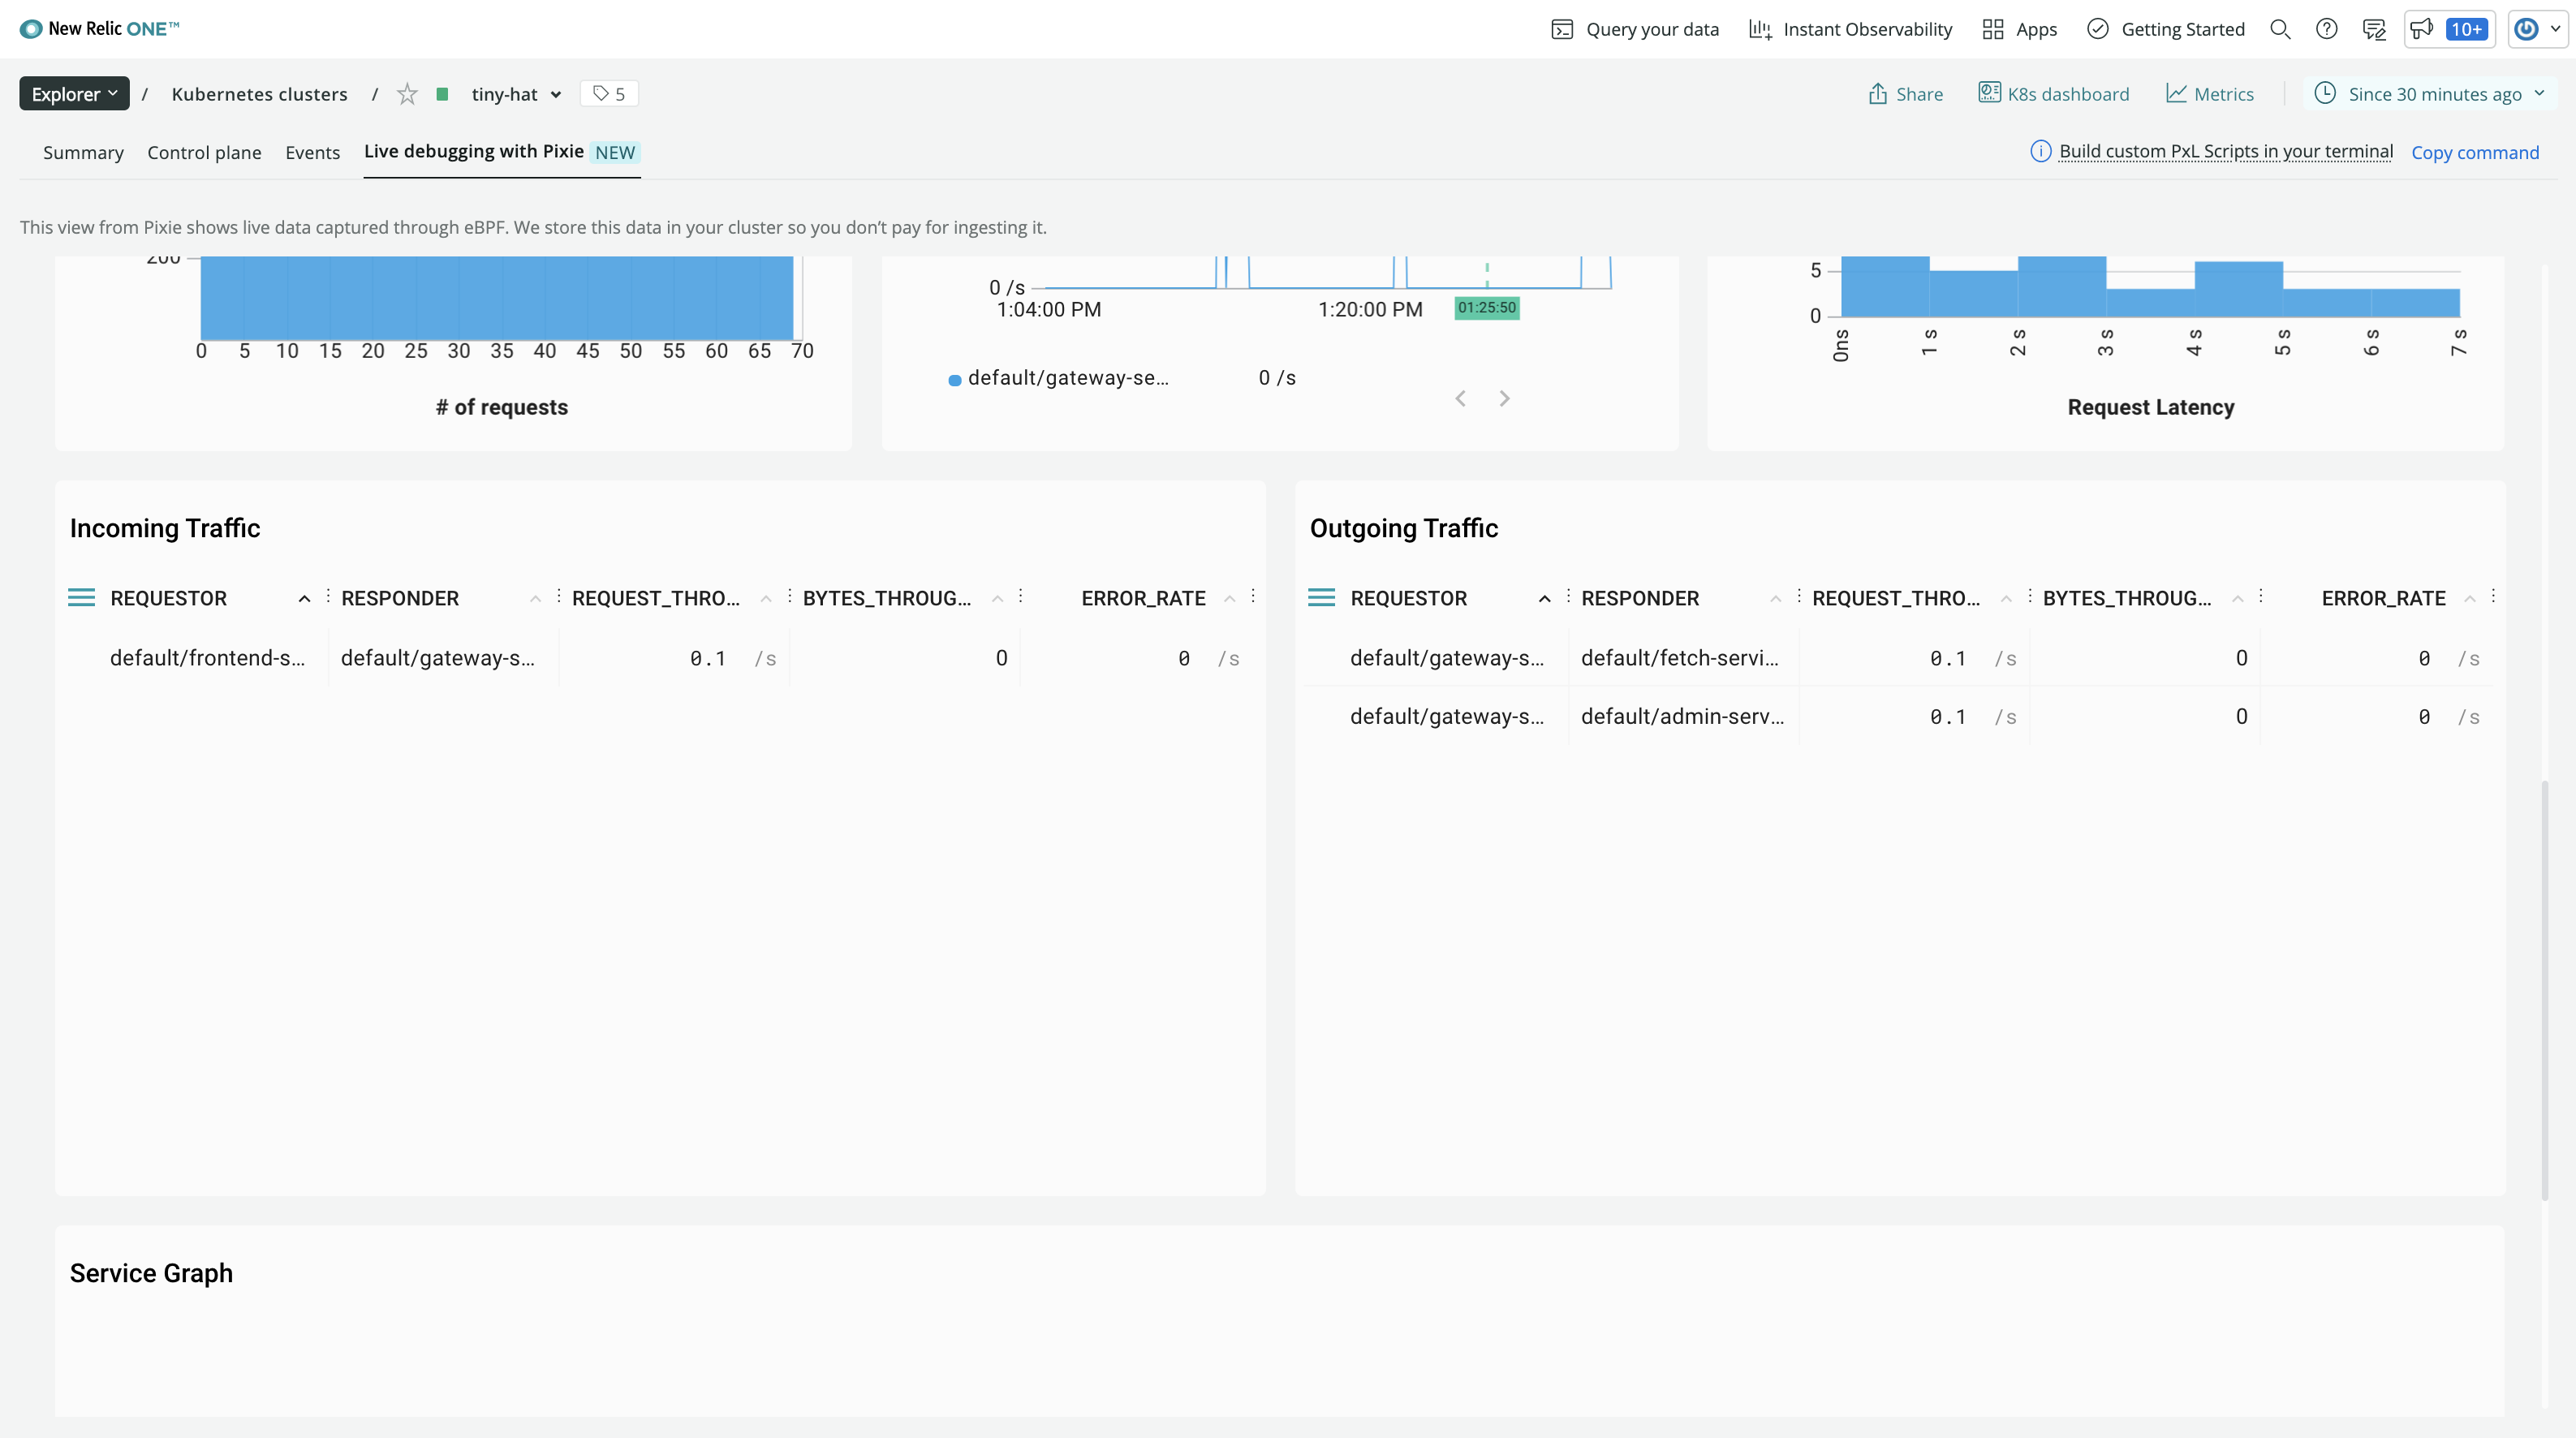 New Relic ONE™
Query your data
Instant Observability
Apps
Getting Started
10+
Explorer / Kubernetes clusters / tiny-hat 5
Share
K8s dashboard
Metrics
Since 30 minutes ago
Summary
Control plane
Events
Live debugging with Pixie NEW
Build custom PxL Scripts in your terminal
Copy command
This view from Pixie shows live data captured through eBPF. We store this data in your cluster so you don’t pay for ingesting it.
200
0 5 10 15 20 25 30 35 40 45 50 55 60 65 70
# of requests
0 /s
1:04:00 PM 1:20:00 PM 01:25:50
default/gateway-se... 0 /s
5
0
0ns 1 s 2 s 3 s 4 s 5 s 6 s 7 s
Request Latency
Incoming Traffic
REQUESTOR RESPONDER REQUEST_THRO... BYTES_THROUG... ERROR_RATE
default/frontend-s... default/gateway-s... 0.1 /s 0 0 /s
Outgoing Traffic
REQUESTOR RESPONDER REQUEST_THRO... BYTES_THROUG... ERROR_RATE
default/gateway-s... default/fetch-servi... 0.1 /s 0 0 /s
default/gateway-s... default/admin-serv... 0.1 /s 0 0 /s
Service Graph